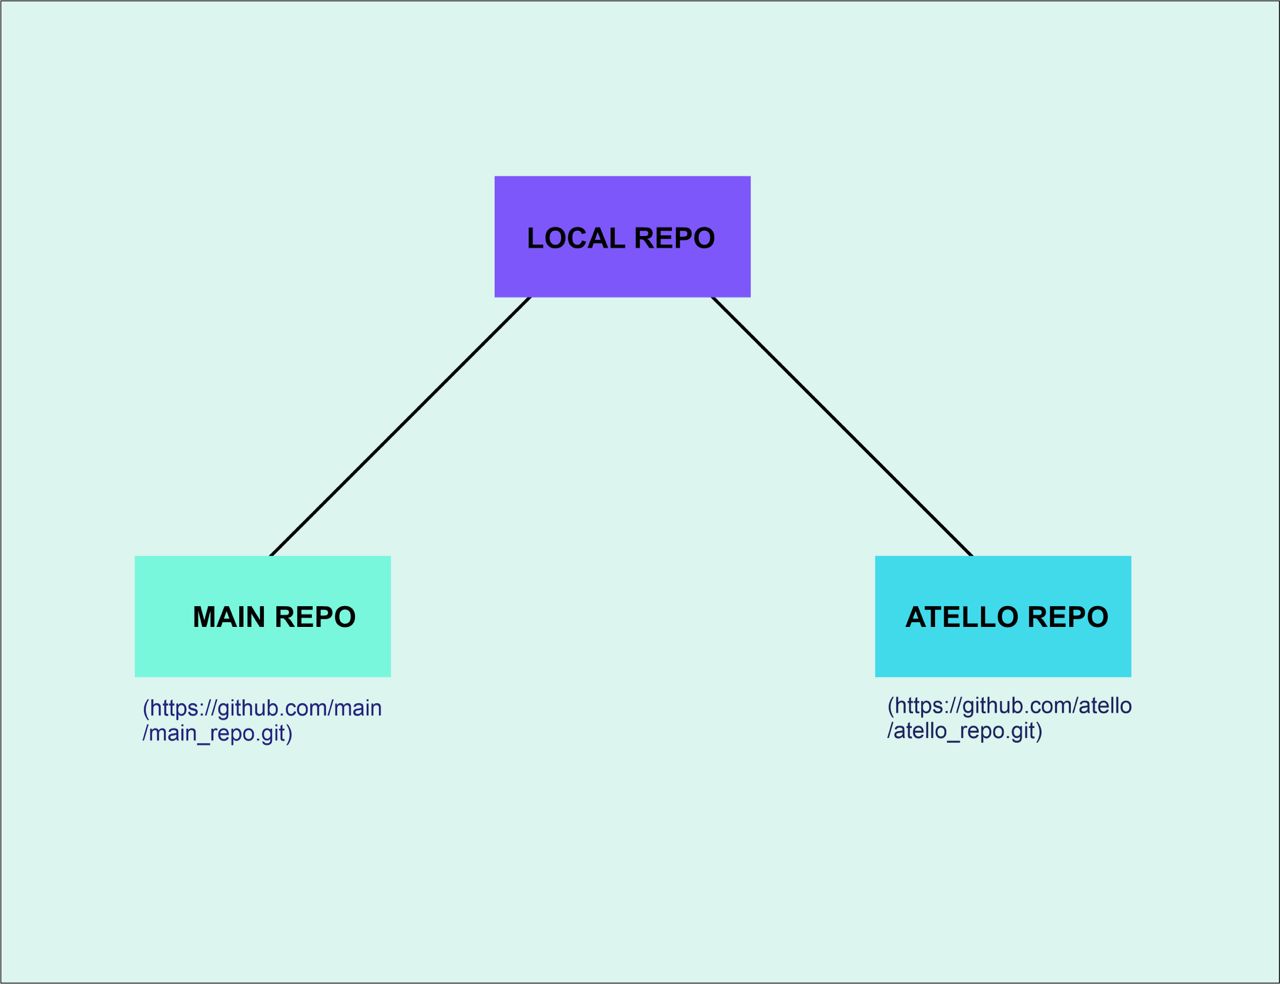 LOCAL REPO
MAIN REPO
(https://github.com/main
/main_repo.git)
ATELLO REPO
(https://github.com/atello
/atello_repo.git)